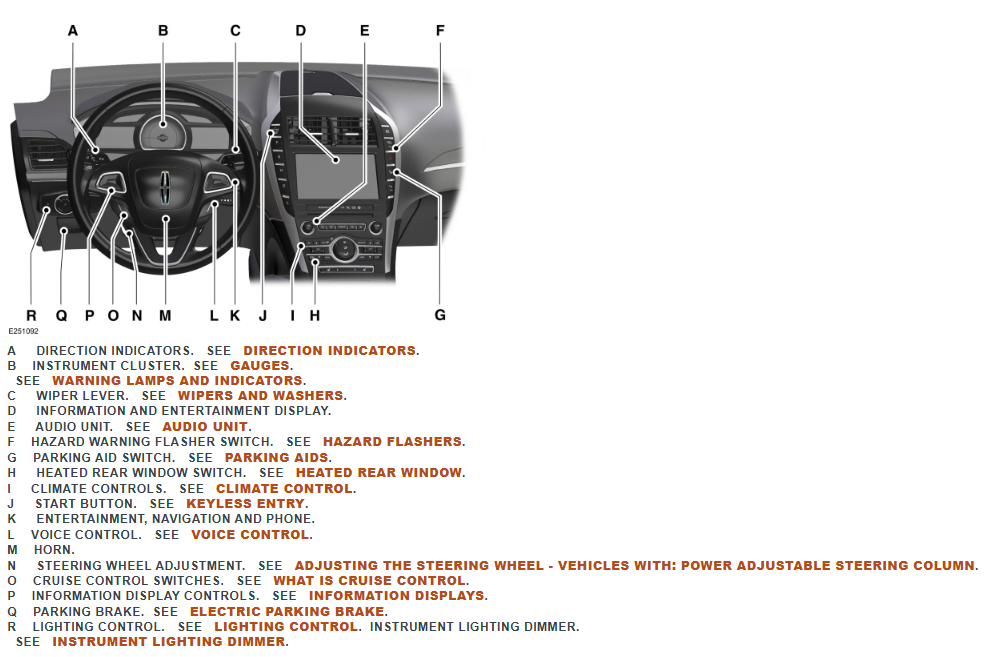 A B C D E F
R Q P O N M L K J I H G
E251092
A DIRECTION INDICATORS. SEE DIRECTION INDICATORS.
B INSTRUMENT CLUSTER. SEE GAUGES.
SEE WARNING LAMPS AND INDICATORS.
C WIPER LEVER. SEE WIPERS AND WASHERS.
D INFORMATION AND ENTERTAINMENT DISPLAY.
E AUDIO UNIT. SEE AUDIO UNIT.
F HAZARD WARNING FLASHER SWITCH. SEE HAZARD FLASHERS.
G PARKING AID SWITCH. SEE PARKING AIDS.
H HEATED REAR WINDOW SWITCH. SEE HEATED REAR WINDOW.
I CLIMATE CONTROLS. SEE CLIMATE CONTROL.
J START BUTTON. SEE KEYLESS ENTRY.
K ENTERTAINMENT, NAVIGATION AND PHONE.
L VOICE CONTROL. SEE VOICE CONTROL.
M HORN.
N STEERING WHEEL ADJUSTMENT. SEE ADJUSTING THE STEERING WHEEL - VEHICLES WITH: POWER ADJUSTABLE STEERING COLUMN.
O CRUISE CONTROL SWITCHES. SEE WHAT IS CRUISE CONTROL.
P INFORMATION DISPLAY CONTROLS. SEE INFORMATION DISPLAYS.
Q PARKING BRAKE. SEE ELECTRIC PARKING BRAKE.
R LIGHTING CONTROL. SEE LIGHTING CONTROL. INSTRUMENT LIGHTING DIMMER.
SEE INSTRUMENT LIGHTING DIMMER.